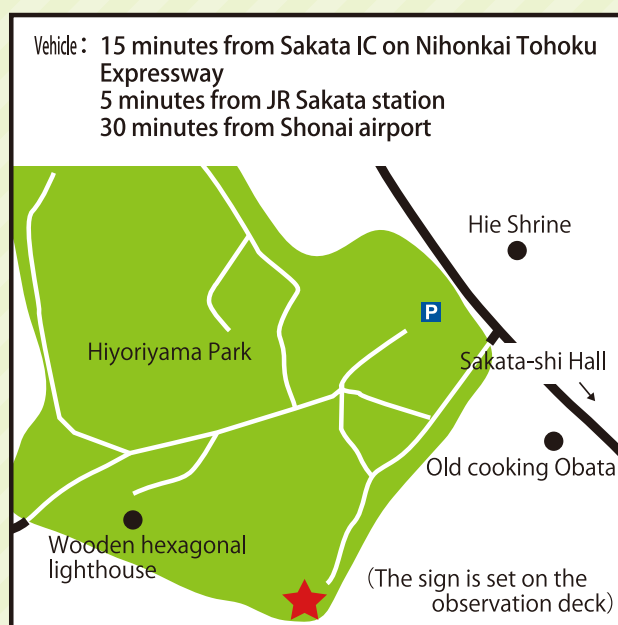 Vehicle： 15 minutes from Sakata IC on Nihonkai Tohoku
Expressway
5 minutes from JR Sakata station
30 minutes from Shonai airport
Hie Shrine
P
Hiyoriyama Park
Sakata-shi Hall
Old cooking Obata
Wooden hexagonal
lighthouse
（The sign is set on the
observation deck）